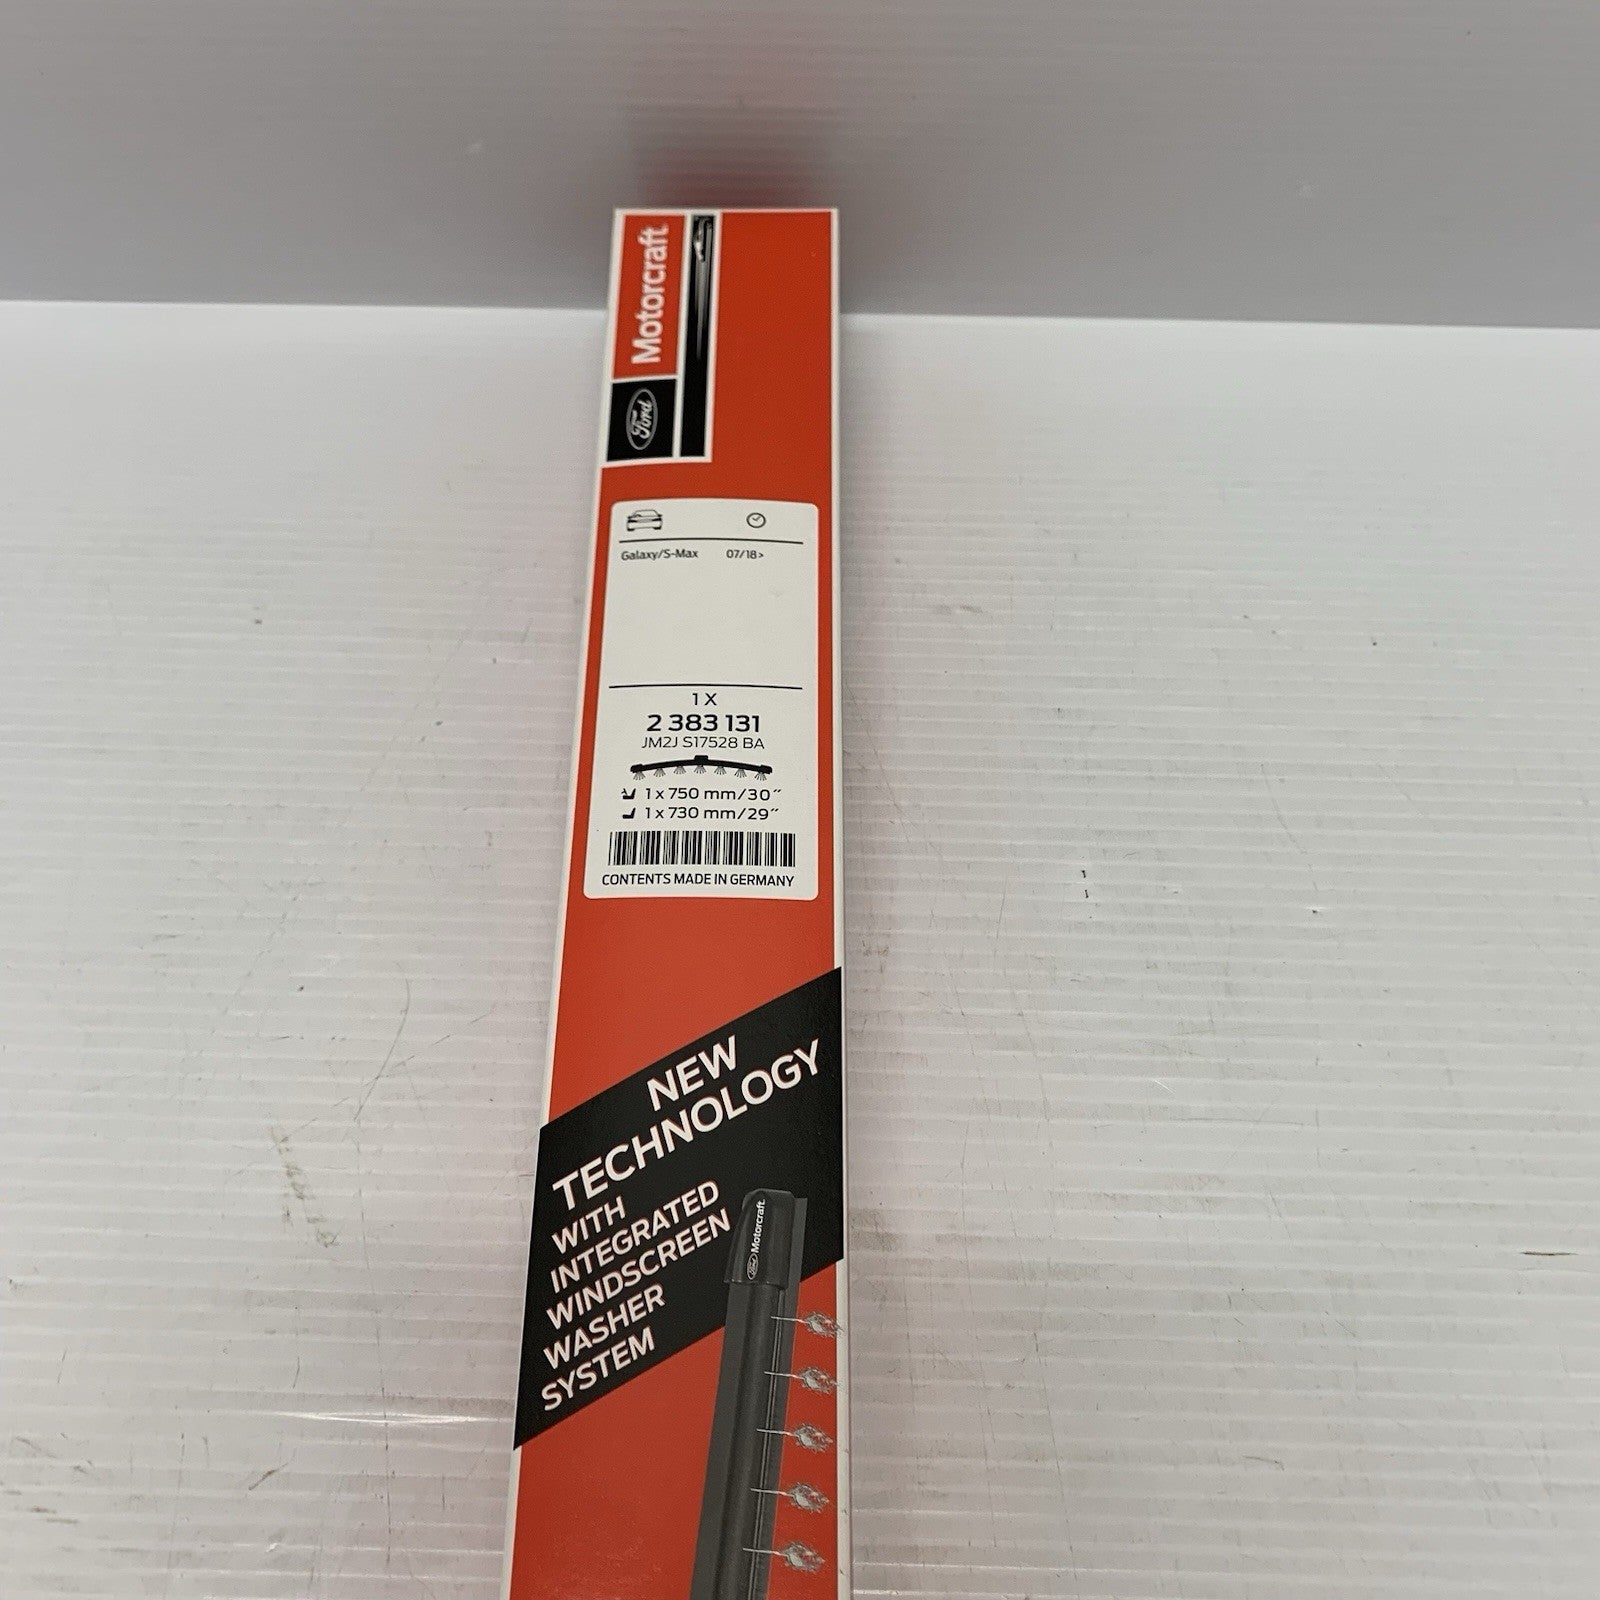 Motorcraft
Ford
Galaxy/S-Max 07/18>
1 X
2 383 131
JM2J S17528 BA
1 x 750 mm/30″
1 x 730 mm/29″
CONTENTS MADE IN GERMANY
NEW
TECHNOLOGY
WITH
INTEGRATED
WINDSCREEN
WASHER
SYSTEM
Ford Motorcraft